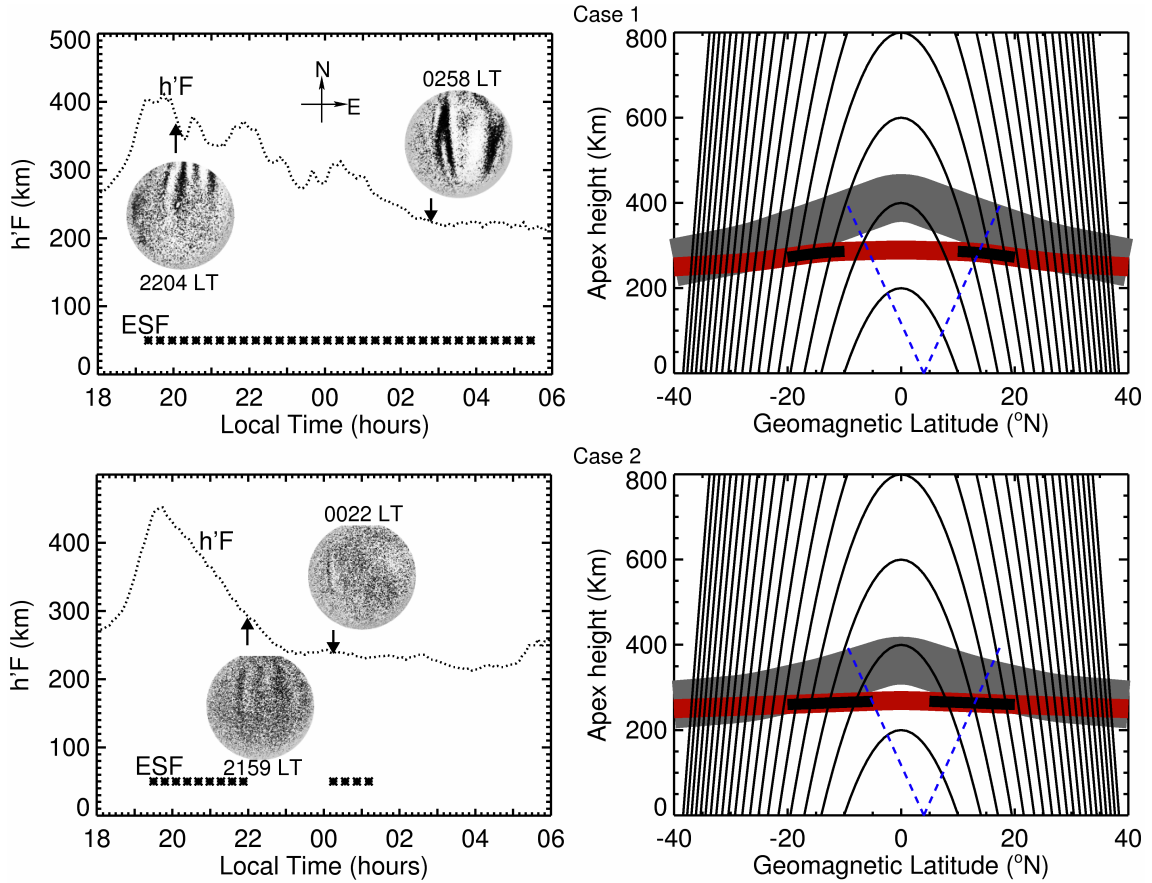 Case 1
500
400
300
200
100
0
h'F (km)
h'F
N
E
0258 LT
2204 LT
ESF
18 20 22 00 02 04 06
Local Time (hours)
800
600
400
200
0
Apex height (Km)
-40 -20 0 20 40
Geomagnetic Latitude (°N)
Case 2
400
300
200
100
0
h'F (km)
h'F
0022 LT
2159 LT
ESF
18 20 22 00 02 04 06
Local Time (hours)
800
600
400
200
0
Apex height (Km)
-40 -20 0 20 40
Geomagnetic Latitude (°N)